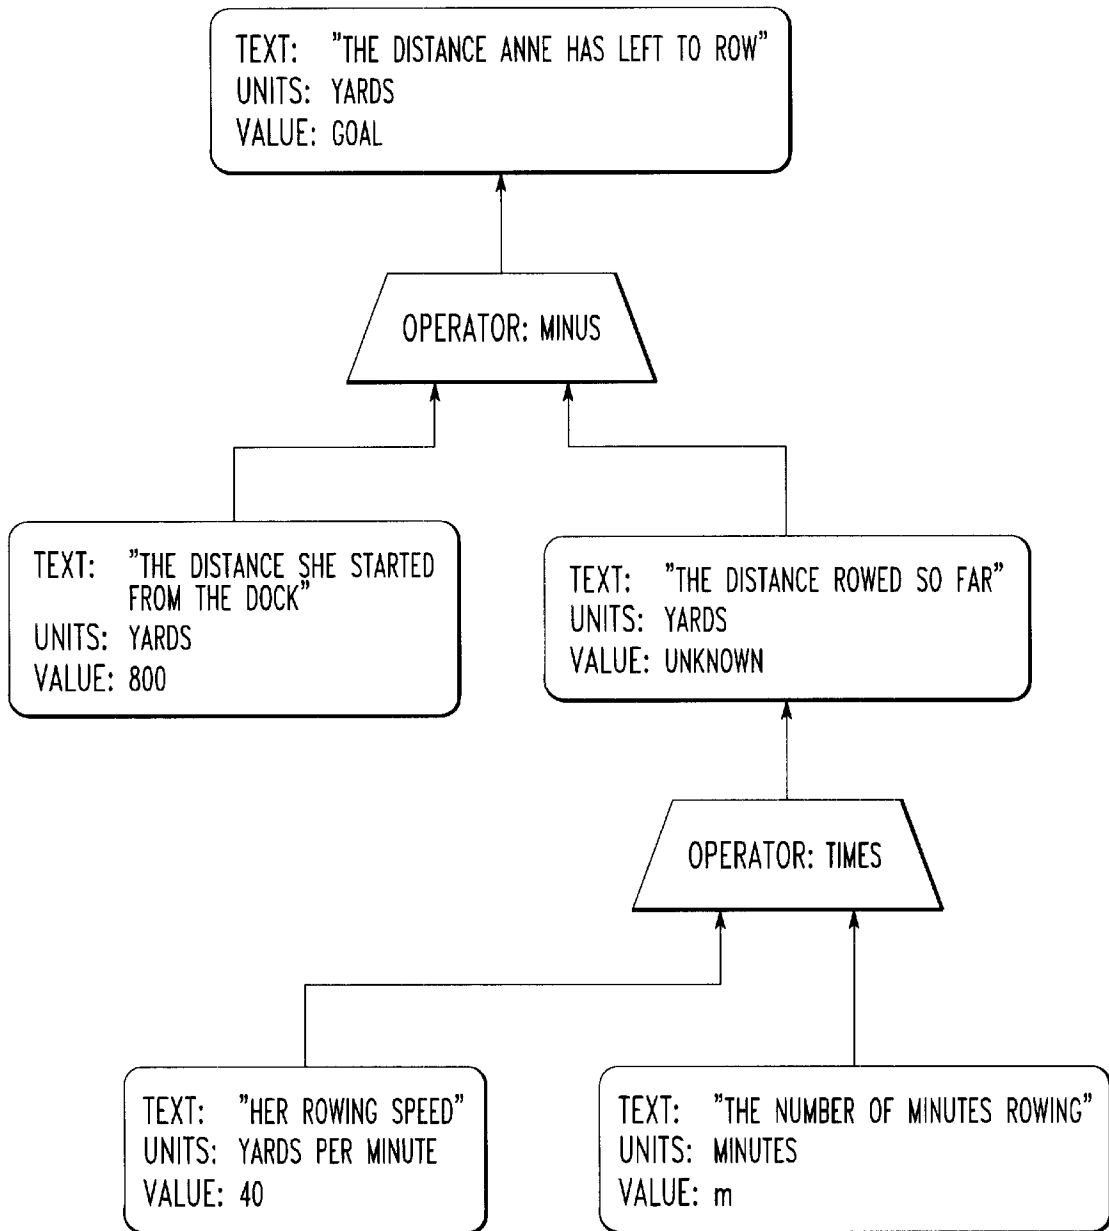 TEXT: "THE DISTANCE ANNE HAS LEFT TO ROW"
UNITS: YARDS
VALUE: GOAL
OPERATOR: MINUS
TEXT: "THE DISTANCE SHE STARTED
FROM THE DOCK"
UNITS: YARDS
VALUE: 800
TEXT: "THE DISTANCE ROWED SO FAR"
UNITS: YARDS
VALUE: UNKNOWN
OPERATOR: TIMES
TEXT: "HER ROWING SPEED"
UNITS: YARDS PER MINUTE
VALUE: 40
TEXT: "THE NUMBER OF MINUTES ROWING"
UNITS: MINUTES
VALUE: m